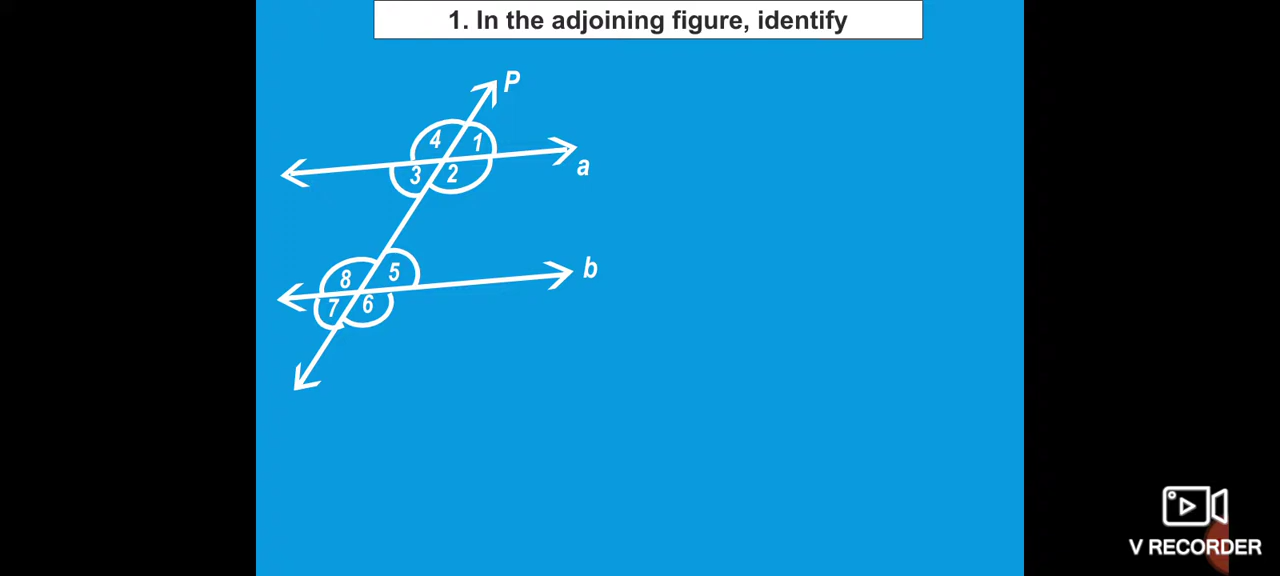 1. In the adjoining figure, identify
P
4 1
a
3 2
b
8 5
7 6
V RECORDER